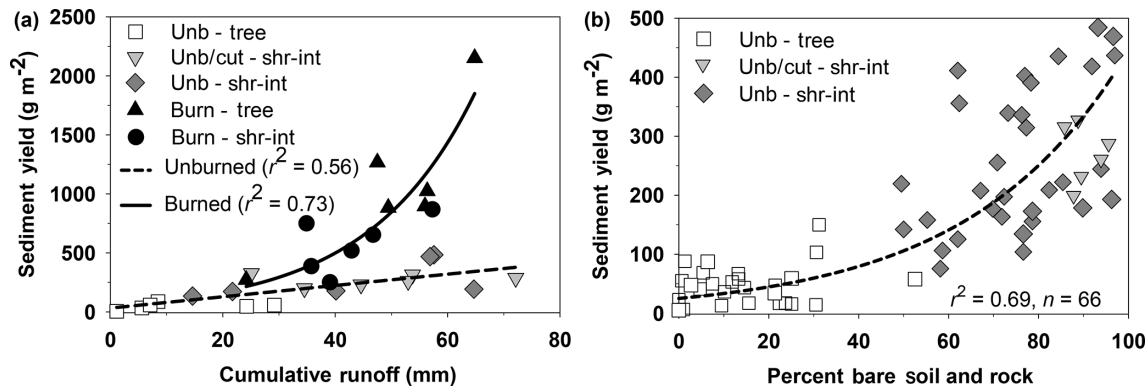 (a)
2500
2000
1500
1250
1000
500
0
Sediment yield (g m⁻²)
Unb - tree
Unb/cut - shr-int
Unb - shr-int
Burn - tree
Burn - shr-int
Unburned (r² = 0.56)
Burned (r² = 0.73)
0 20 40 60 80
Cumulative runoff (mm)
(b)
500
400
300
200
100
0
Sediment yield (g m⁻²)
Unb - tree
Unb/cut - shr-int
Unb - shr-int
r² = 0.69, n = 66
0 20 40 60 80 100
Percent bare soil and rock